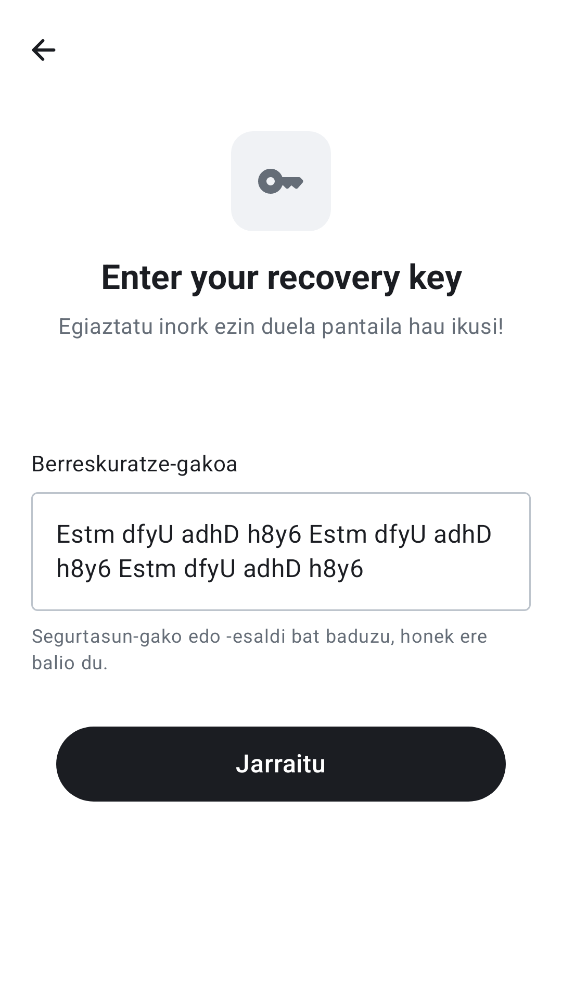 Enter your recovery key
Egiaztatu inork ezin duela pantaila hau ikusi!
Berreskuratze-gakoa
Estm dfyU adhD h8y6 Estm dfyU adhD
h8y6 Estm dfyU adhD h8y6
Segurtasun-gako edo -esaldi bat baduzu, honek ere
balio du.
Jarraitu